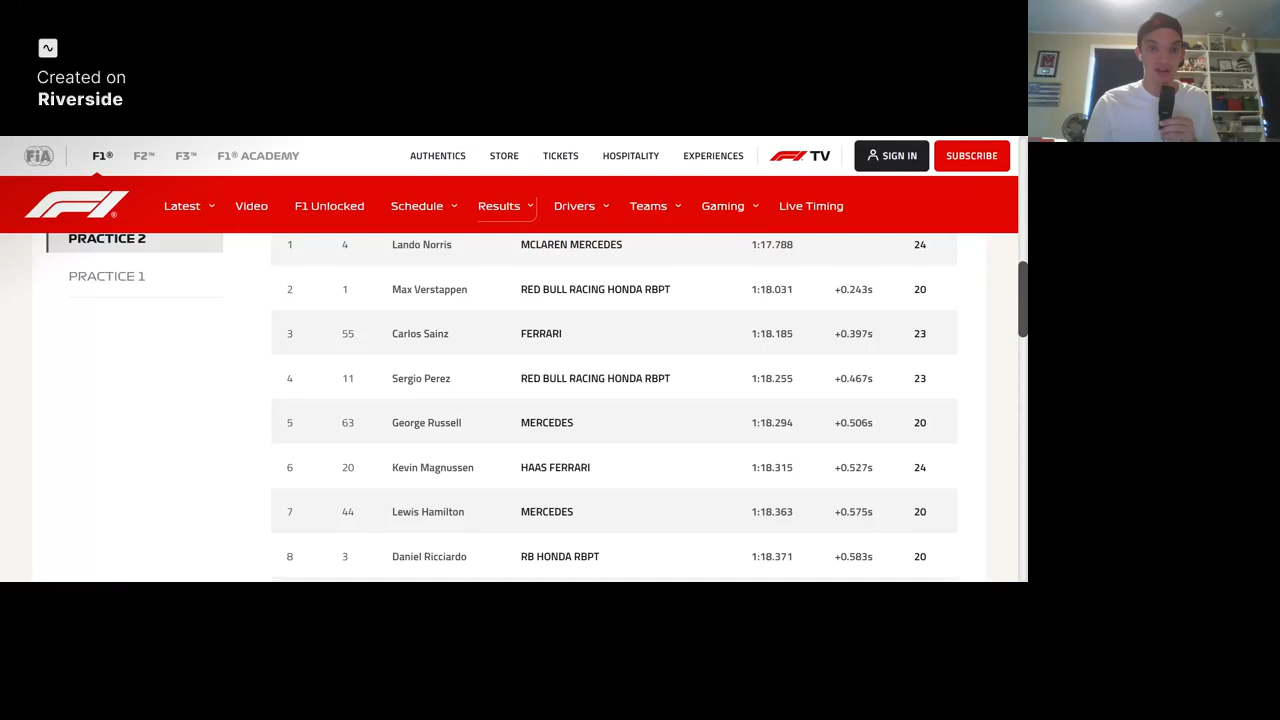 Created on
Riverside
FiA F1® F2™ F3™ F1® ACADEMY AUTHENTICS STORE TICKETS HOSPITALITY EXPERIENCES F1 TV SIGN IN SUBSCRIBE
F1® Latest Video F1 Unlocked Schedule Results Drivers Teams Gaming Live Timing
PRACTICE 2
PRACTICE 1
1 4 Lando Norris MCLAREN MERCEDES 1:17.788 24
2 1 Max Verstappen RED BULL RACING HONDA RBPT 1:18.031 +0.243s 20
3 55 Carlos Sainz FERRARI 1:18.185 +0.397s 23
4 11 Sergio Perez RED BULL RACING HONDA RBPT 1:18.255 +0.467s 23
5 63 George Russell MERCEDES 1:18.294 +0.506s 20
6 20 Kevin Magnussen HAAS FERRARI 1:18.315 +0.527s 24
7 44 Lewis Hamilton MERCEDES 1:18.363 +0.575s 20
8 3 Daniel Ricciardo RB HONDA RBPT 1:18.371 +0.583s 20